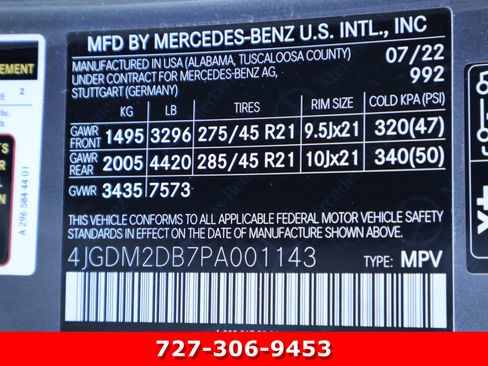 MFD BY MERCEDES-BENZ U.S. INTL., INC
MANUFACTURED IN USA (ALABAMA, TUSCALOOSA COUNTY) 07/22
UNDER CONTRACT FOR MERCEDES-BENZ AG, 992
STUTTGART (GERMANY)
KG LB TIRES RIM SIZE COLD KPA (PSI)
GAWR FRONT 1495 3296 275/45 R21 9.5Jx21 320(47)
GAWR REAR 2005 4420 285/45 R21 10Jx21 340(50)
GVWR 3435 7573
THIS VEHICLE CONFORMS TO ALL APPLICABLE FEDERAL MOTOR VEHICLE SAFETY
STANDARDS IN EFFECT ON THE DATE OF MANUFACTURE SHOWN ABOVE
4JGDM2DB7PA001143 TYPE: MPV
A 296 584 44 01
727-306-9453